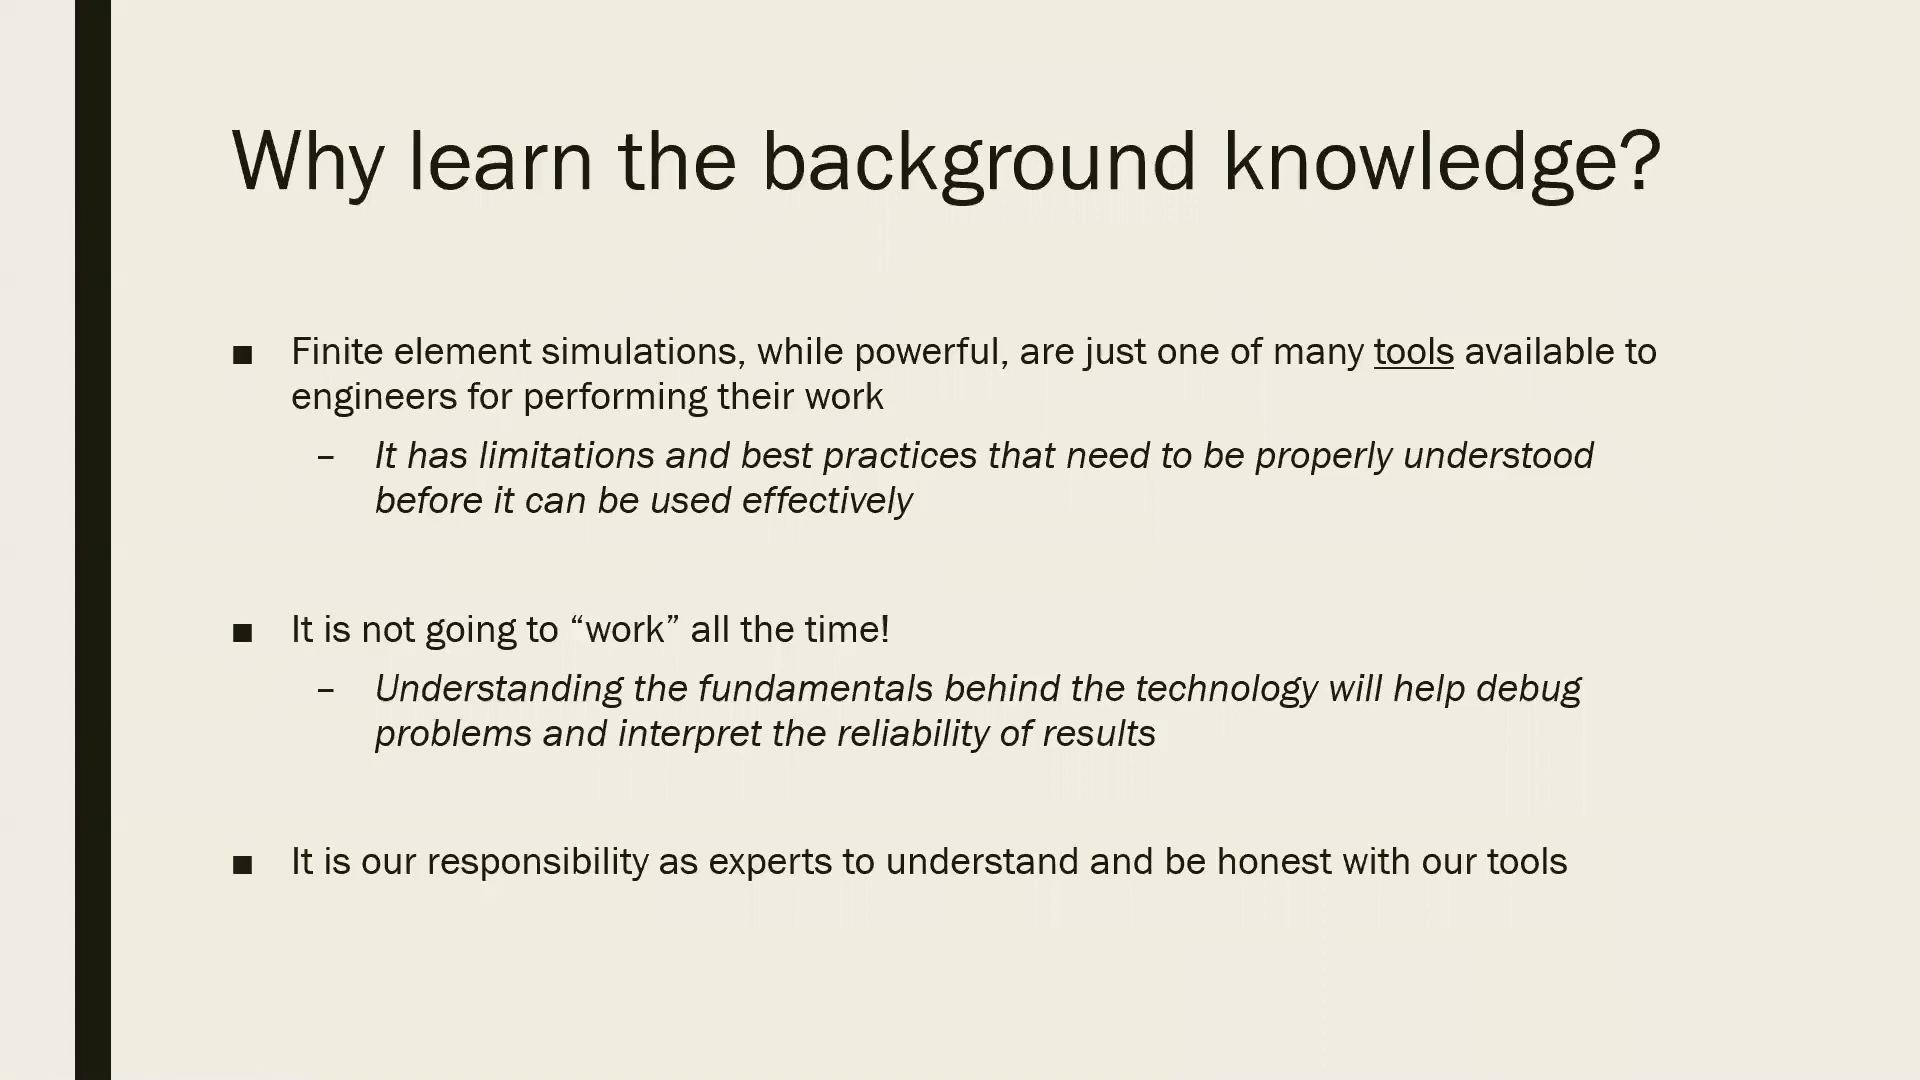 Why learn the background knowledge?
■ Finite element simulations, while powerful, are just one of many tools available to
engineers for performing their work
– It has limitations and best practices that need to be properly understood
before it can be used effectively
■ It is not going to “work” all the time!
– Understanding the fundamentals behind the technology will help debug
problems and interpret the reliability of results
■ It is our responsibility as experts to understand and be honest with our tools